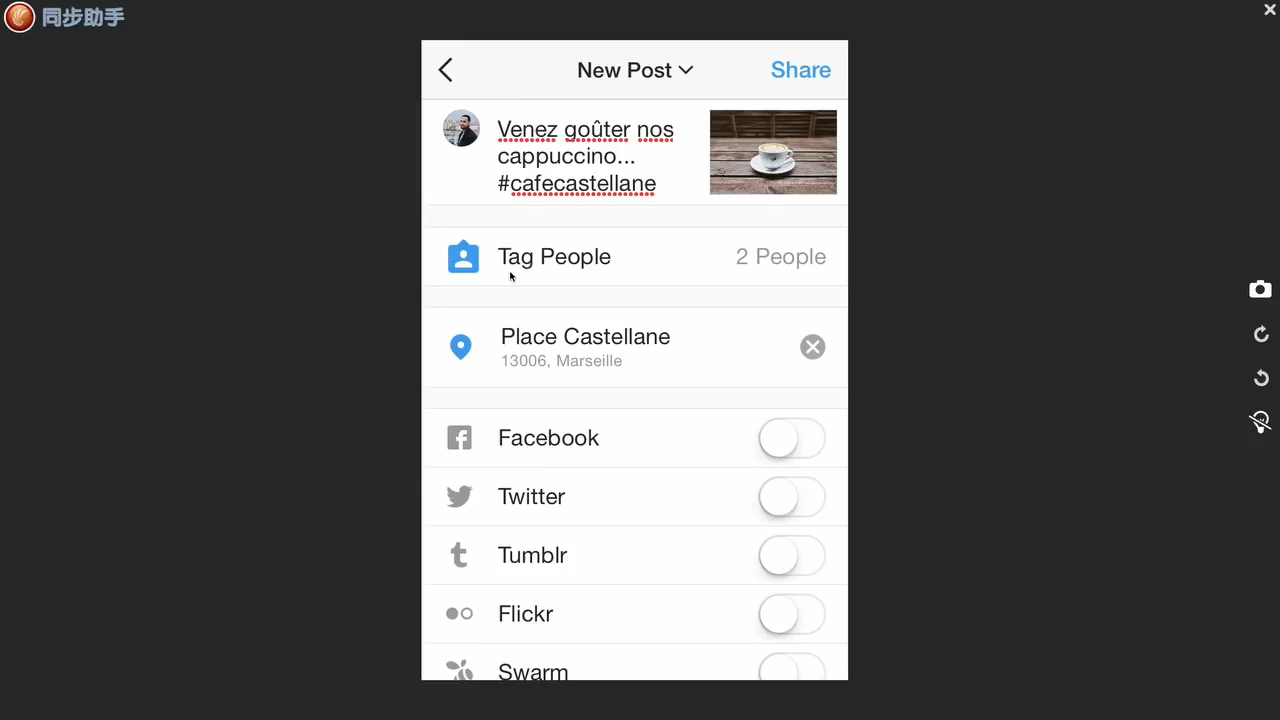 同步助手
New Post
Share
Venez goûter nos
cappuccino...
#cafecastellane
Tag People
2 People
Place Castellane
13006, Marseille
Facebook
Twitter
Tumblr
Flickr
Swarm